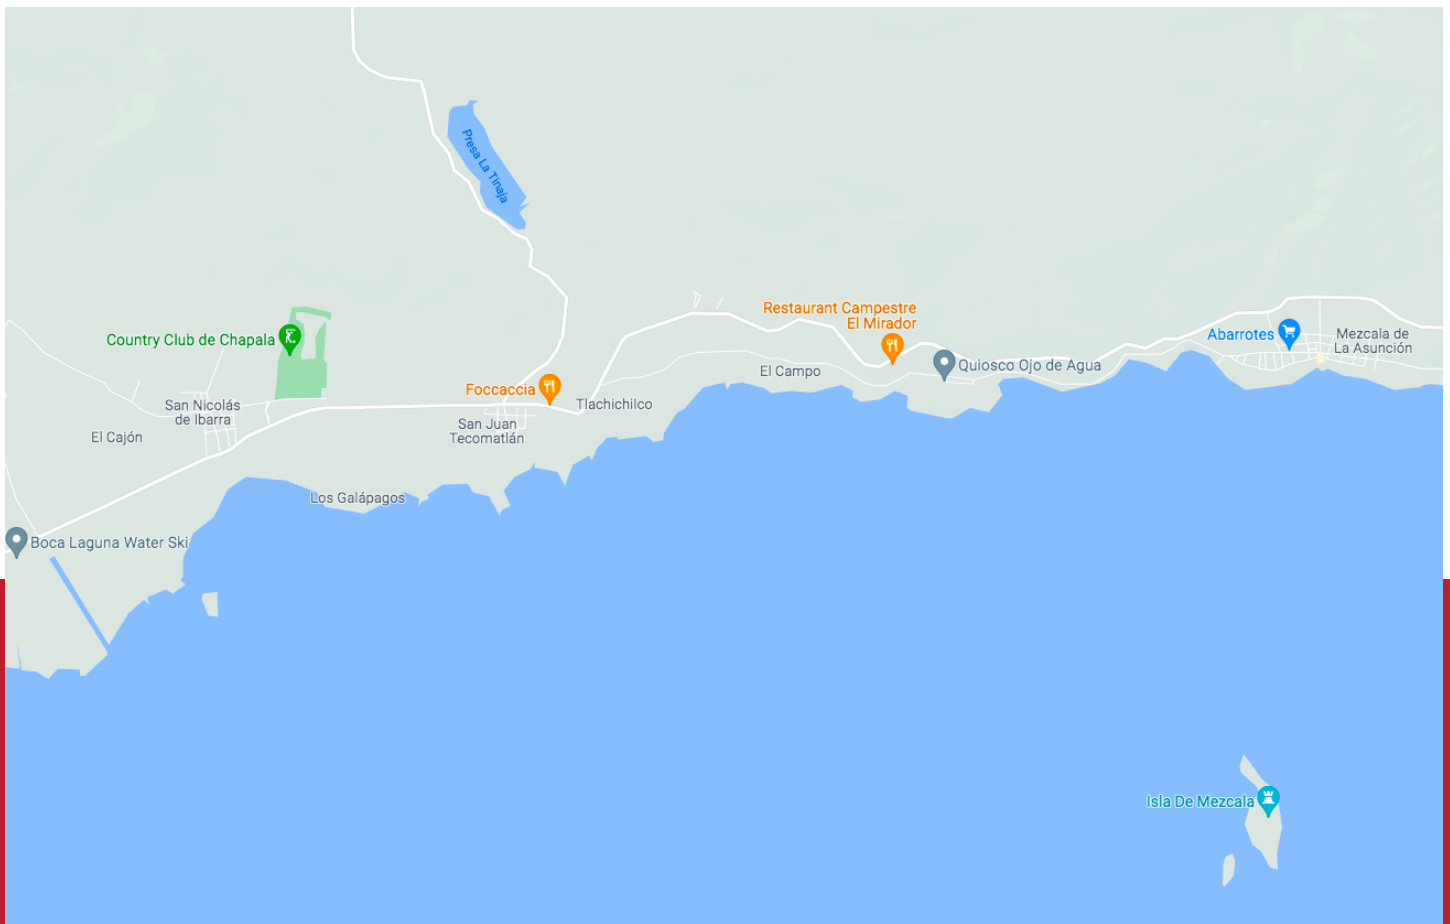 Presa La Tinaja
Restaurant Campestre
El Mirador
Country Club de Chapala
Abarrotes
Mezcala de
La Asunción
Quiosco Ojo de Agua
El Campo
Foccaccia
Tlachichilco
San Nicolás
de Ibarra
San Juan
Tecomatlán
El Cajón
Los Galápagos
Boca Laguna Water Ski
Isla De Mezcala